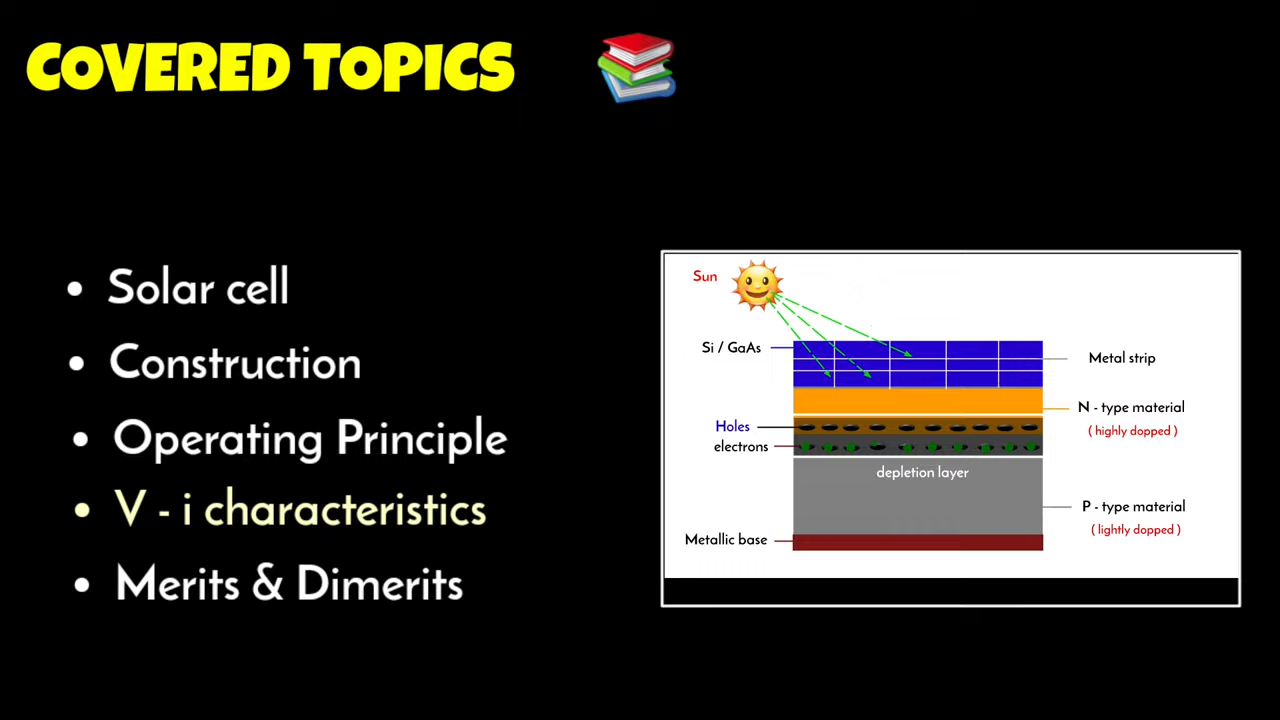 COVERED TOPICS
• Solar cell
• Construction
• Operating Principle
• V - i characteristics
• Merits & Dimerits
Sun
Si / GaAs
Metal strip
N - type material
( highly dopped )
Holes
electrons
depletion layer
P - type material
( lightly dopped )
Metallic base